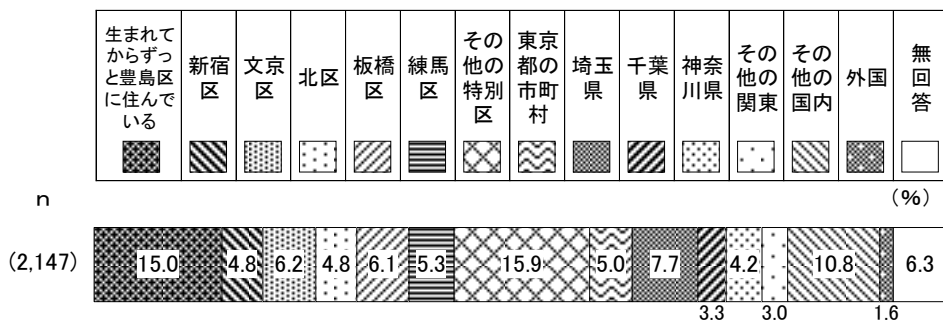 生まれて
からずっ
と豊島区
に住んで
いる
新宿
区
文京
区
北区
板橋
区
練馬
区
その
他の
特別
区
東京
都の
市町
村
埼玉
県
千葉
県
神奈
川県
その
他の
関東
その
他の
国内
外国
無
回
答
n
(%)
(2,147)
15.0
4.8
6.2
4.8
6.1
5.3
15.9
5.0
7.7
3.3
4.2
3.0
10.8
1.6
6.3